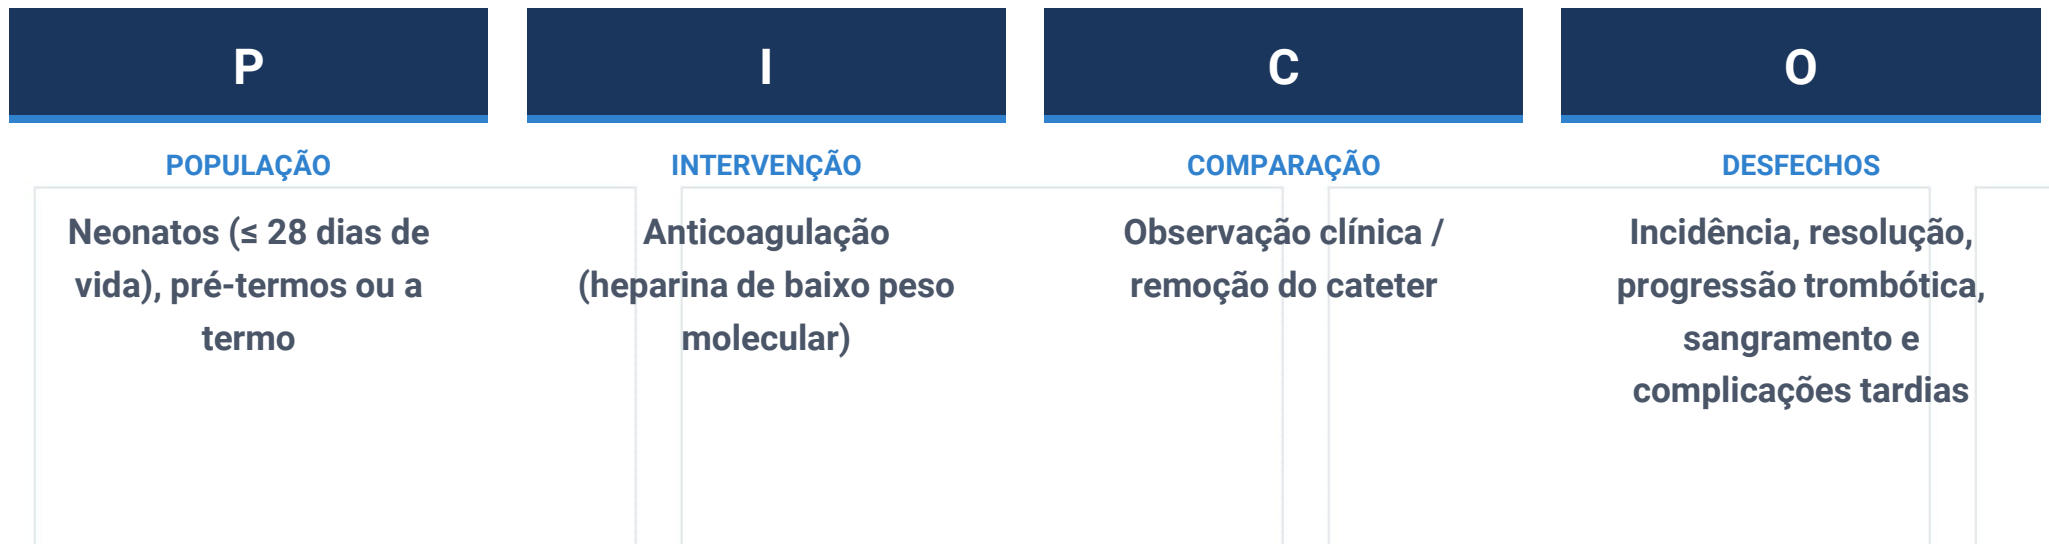 P
POPULAÇÃO
Neonatos (≤ 28 dias de
vida), pré-termos ou a
termo
I
INTERVENÇÃO
Anticoagulação
(heparina de baixo peso
molecular)
C
COMPARAÇÃO
Observação clínica /
remoção do cateter
O
DESFECHOS
Incidência, resolução,
progressão trombótica,
sangramento e
complicações tardias